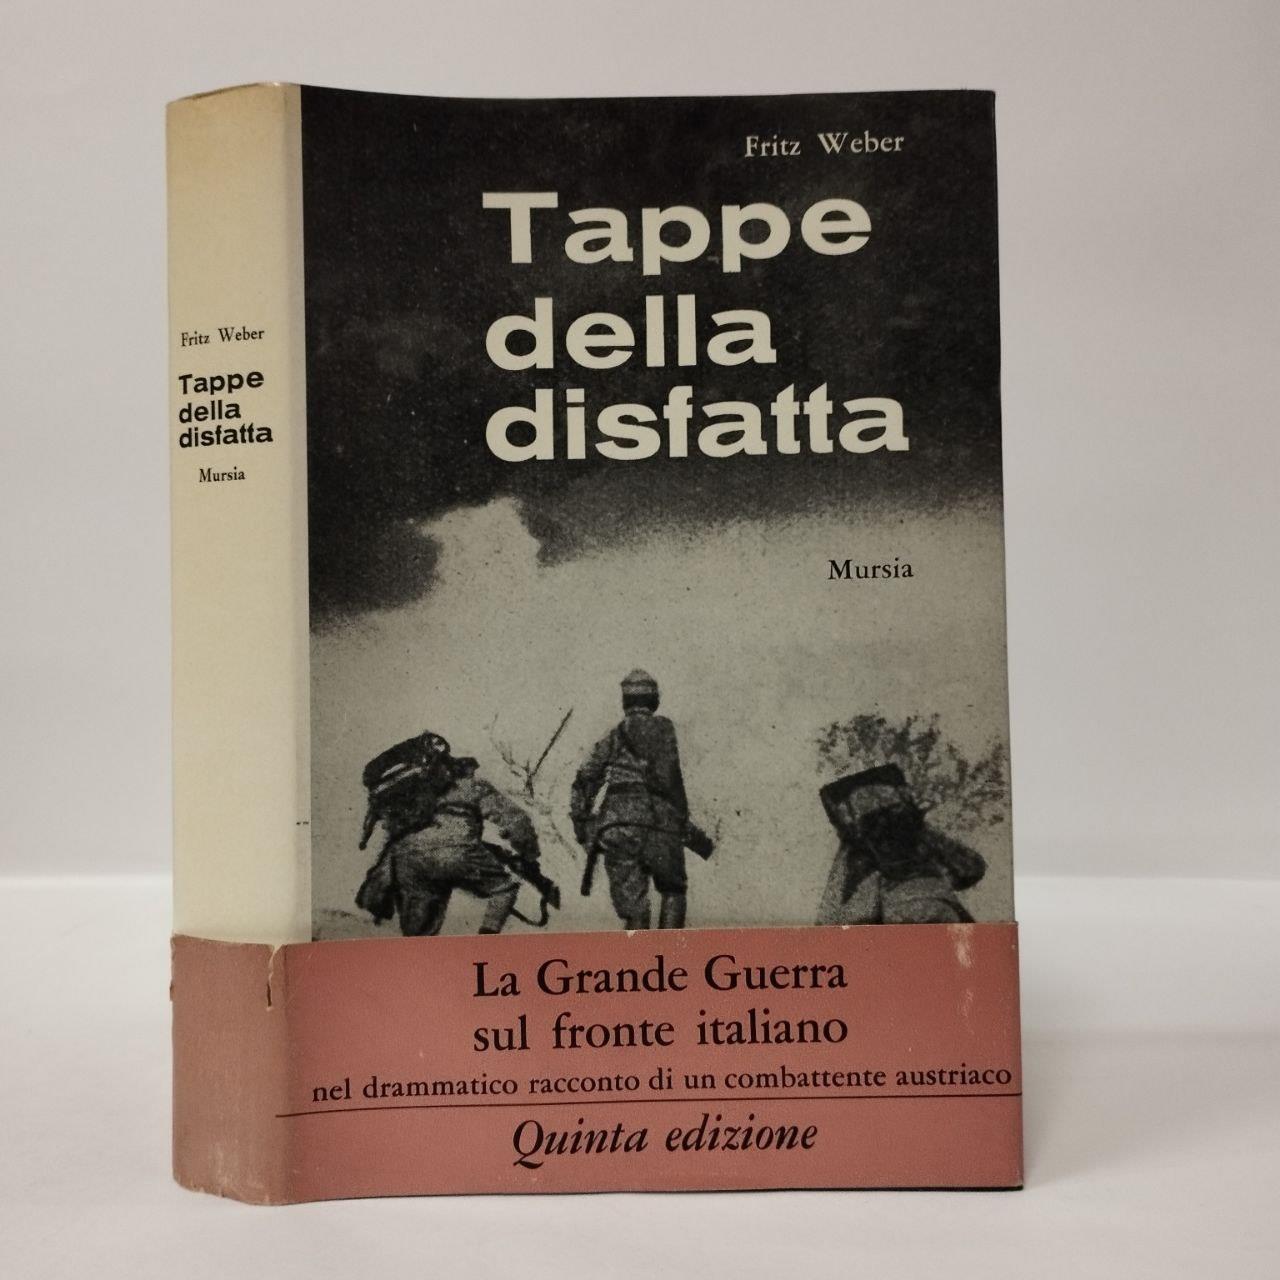 Fritz Weber
Tappe
della
disfatta
Mursia
Fritz Weber
Tappe
della
disfatta
Mursia
La Grande Guerra
sul fronte italiano
nel drammatico racconto di un combattente austriaco
Quinta edizione